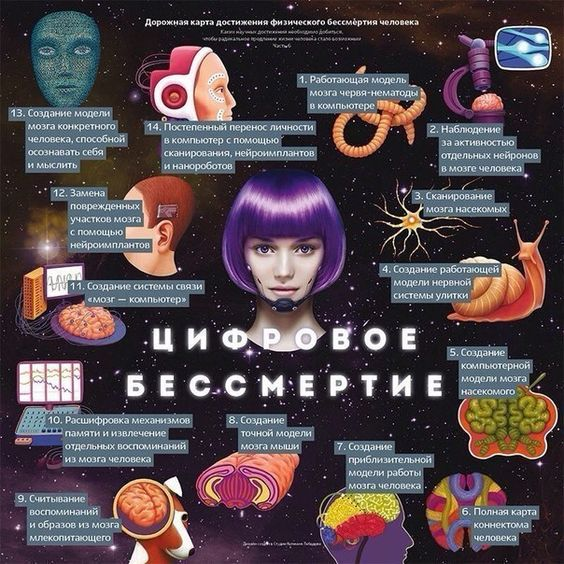 Дорожная карта достижения физического бессмертия человека
Каких научных достижений необходимо добиться,
чтобы радикальное продление жизни человека стало возможным
Часть 6
1. Работающая модель
мозга червя-нематоды
в компьютере
2. Наблюдение
за активностью
отдельных нейронов
в мозге человека
3. Сканирование
мозга насекомых
4. Создание работающей
модели нервной
системы улитки
5. Создание
компьютерной
модели мозга
насекомого
6. Полная карта
коннектома
человека
7. Создание
приблизительной
модели работы
мозга человека
8. Создание
точной модели
мозга мыши
9. Считывание
воспоминаний
и образов из мозга
млекопитающего
10. Расшифровка механизмов
памяти и извлечение
отдельных воспоминаний
из мозга человека
11. Создание системы связи
«мозг — компьютер»
12. Замена
поврежденных
участков мозга
с помощью
нейроимплантов
13. Создание модели
мозга конкретного
человека, способной
осознавать себя
и мыслить
14. Постепенный перенос личности
в компьютер с помощью
сканирования, нейроимплантов
и нанороботов
ЦИФРОВОЕ
БЕССМЕРТИЕ
Дизайн создан в Студии Артемия Лебедева